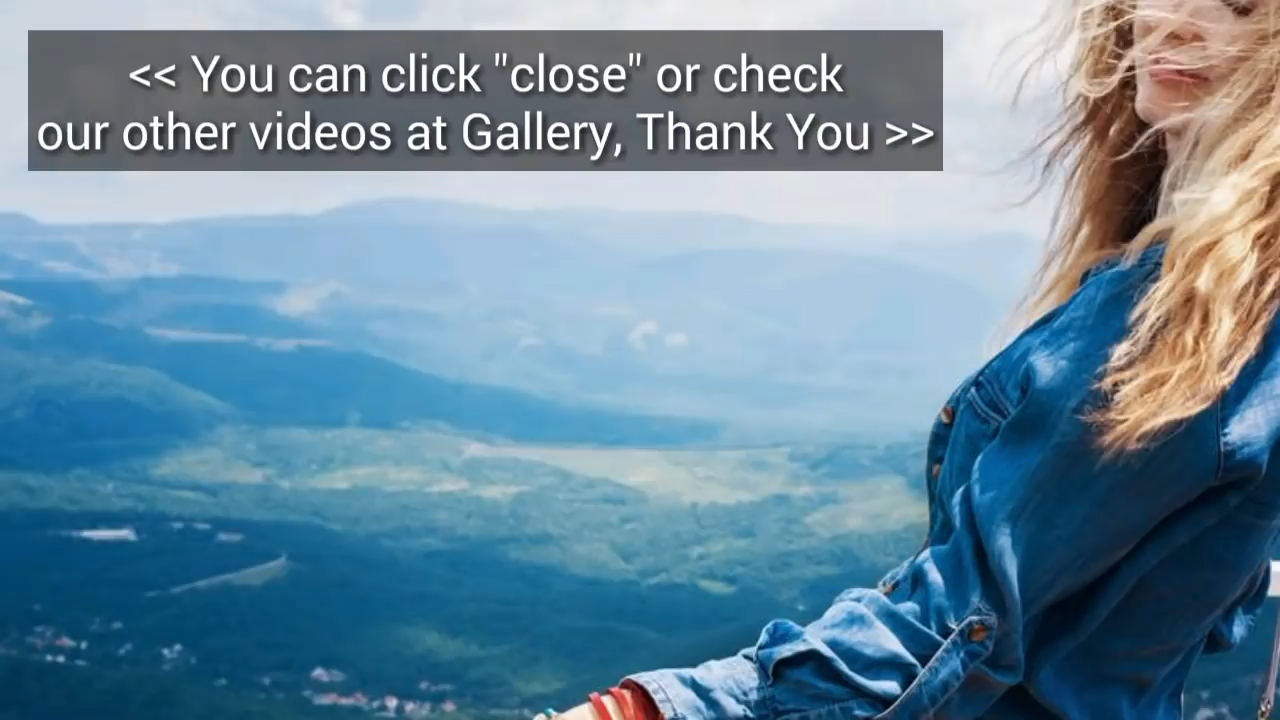 << You can click "close" or check
our other videos at Gallery, Thank You >>